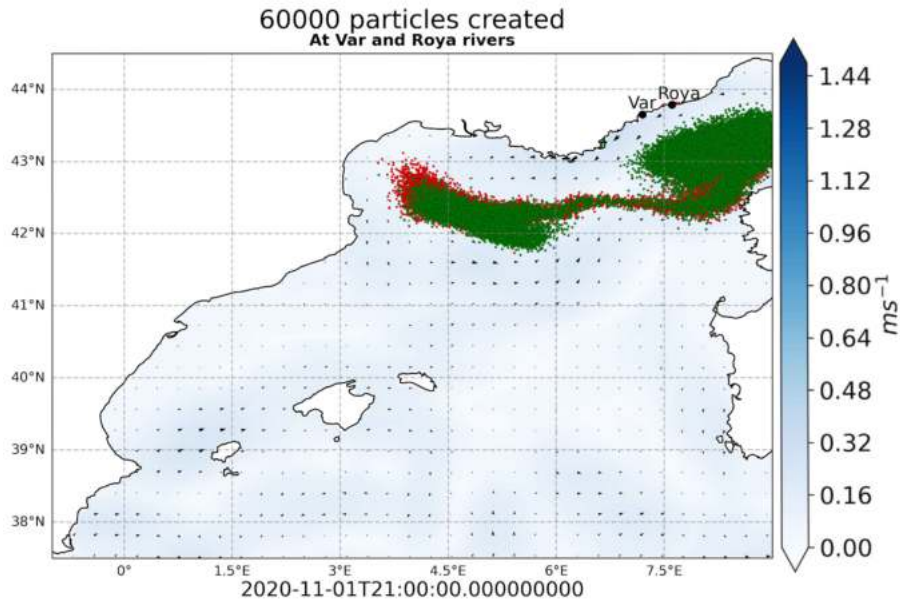 60000 particles created
At Var and Roya rivers
44°N
43°N
42°N
41°N
40°N
39°N
38°N
Var
Roya
0°
1.5°E
3°E
4.5°E
6°E
7.5°E
2020-11-01T21:00:00.000000000
1.44
1.28
1.12
0.96
0.80
0.64
0.48
0.32
0.16
0.00
ms⁻¹